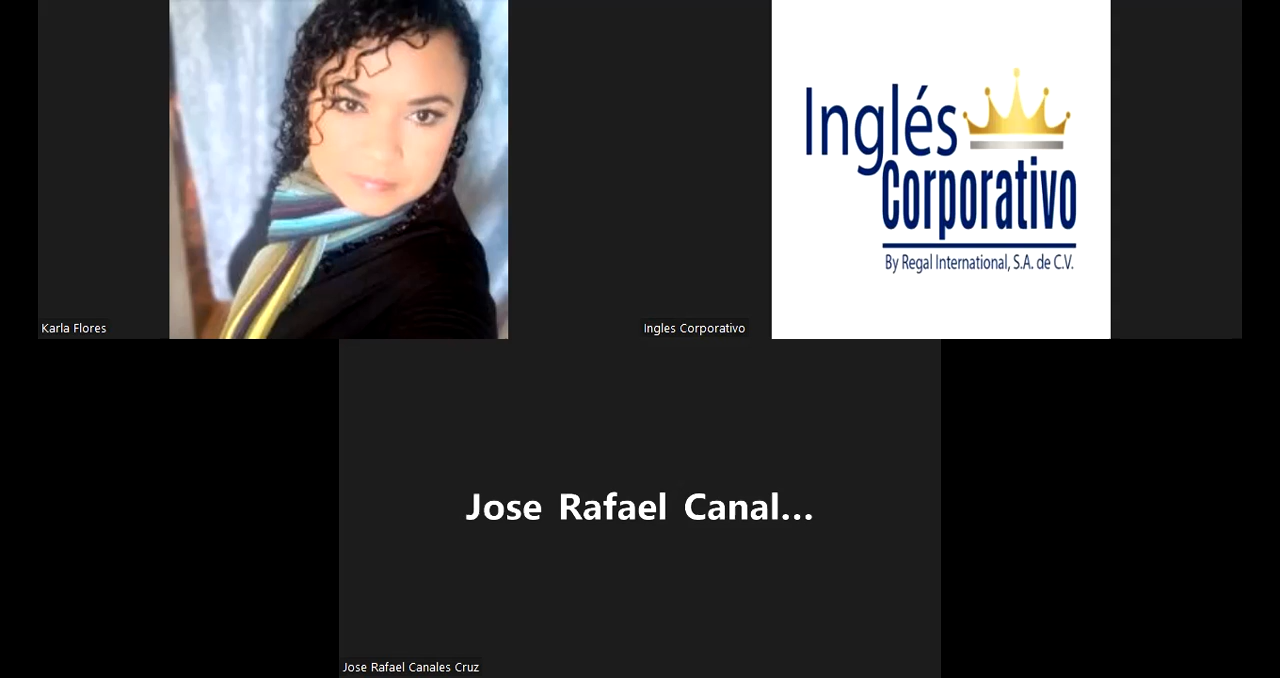 Inglés
Corporativo
By Regal International, S.A. de C.V.
Karla Flores
Ingles Corporativo
Jose Rafael Canal...
Jose Rafael Canales Cruz